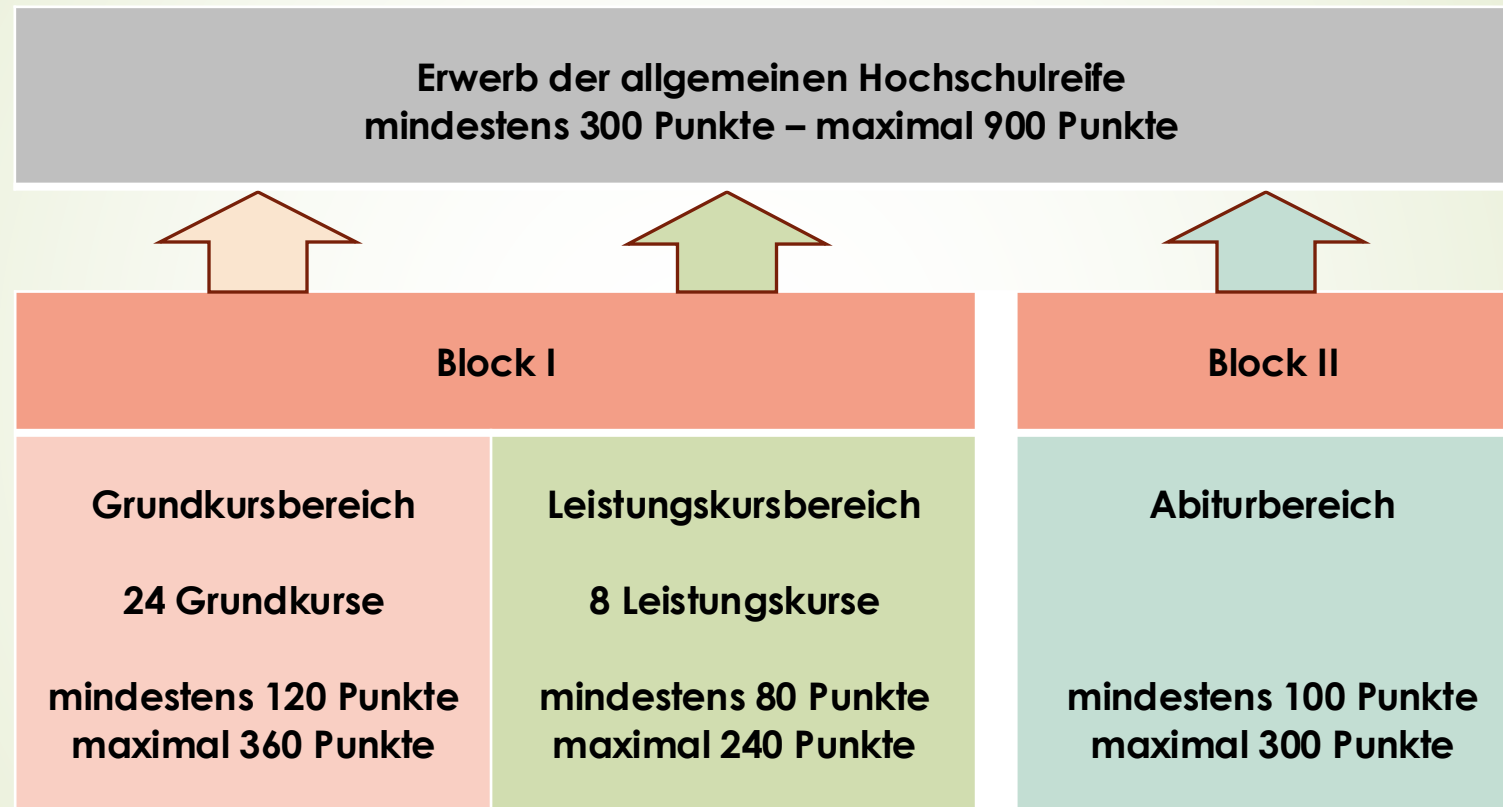 Erwerb der allgemeinen Hochschulreife
mindestens 300 Punkte – maximal 900 Punkte
Block I
Block II
Grundkursbereich
24 Grundkurse
mindestens 120 Punkte
maximal 360 Punkte
Leistungskursbereich
8 Leistungskurse
mindestens 80 Punkte
maximal 240 Punkte
Abiturbereich
mindestens 100 Punkte
maximal 300 Punkte